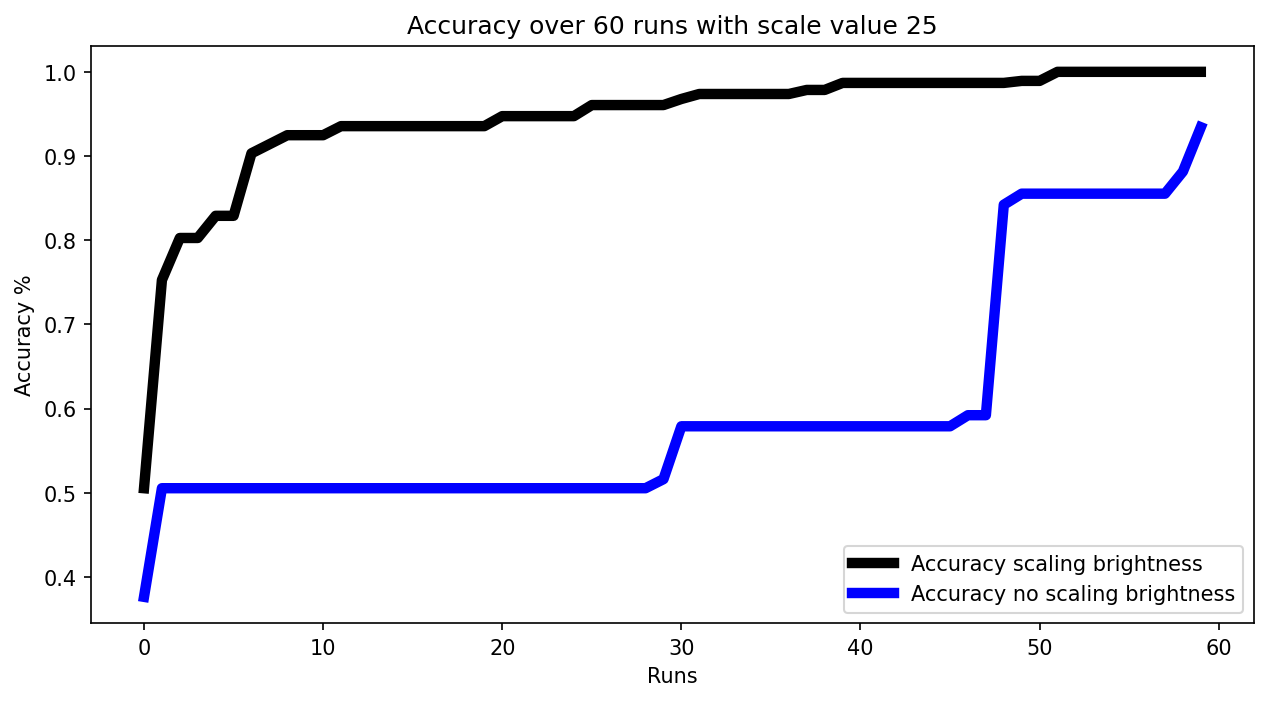 Accuracy over 60 runs with scale value 25
Accuracy %
1.0
0.9
0.8
0.7
0.6
0.5
0.4
0 10 20 30 40 50 60
Runs
Accuracy scaling brightness
Accuracy no scaling brightness